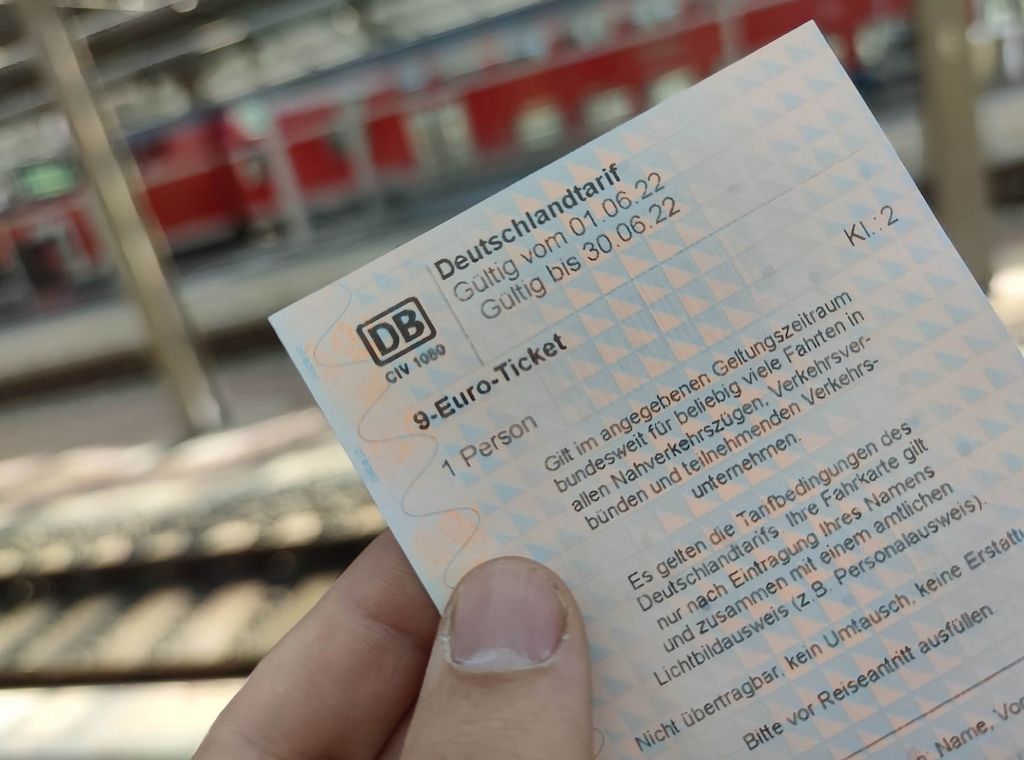 Deutschlandtarif
Gültig vom 01.06.22
Gültig bis 30.06.22
Kl.: 2
DB
CIV 1080
9-Euro-Ticket
1 Person
Gilt im angegebenen Geltungszeitraum
bundesweit für beliebig viele Fahrten in
allen Nahverkehrszügen, Verkehrsver-
bünden und teilnehmenden Verkehrs-
unternehmen.
Es gelten die Tarifbedingungen des
Deutschlandtarifs. Ihre Fahrkarte gilt
nur nach Eintragung Ihres Namens
und zusammen mit einem amtlichen
Lichtbildausweis (z.B. Personalausweis).
Nicht übertragbar, kein Umtausch, keine Erstattu
Bitte vor Reiseantritt ausfüllen
: Name, Vor